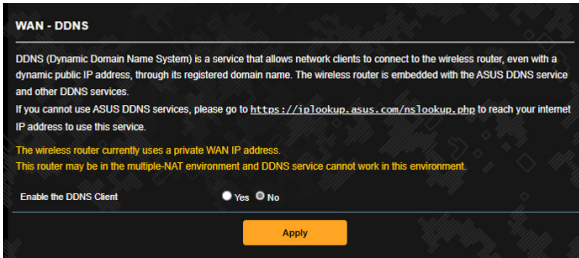 WAN - DDNS
DDNS (Dynamic Domain Name System) is a service that allows network clients to connect to the wireless router, even with a
dynamic public IP address, through its registered domain name. The wireless router is embedded with the ASUS DDNS service
and other DDNS services.
If you cannot use ASUS DDNS services, please go to https://iplookup.asus.com/nslookup.php to reach your internet
IP address to use this service.
The wireless router currently uses a private WAN IP address.
This router may be in the multiple-NAT environment and DDNS service cannot work in this environment.
Enable the DDNS Client Yes No
Apply